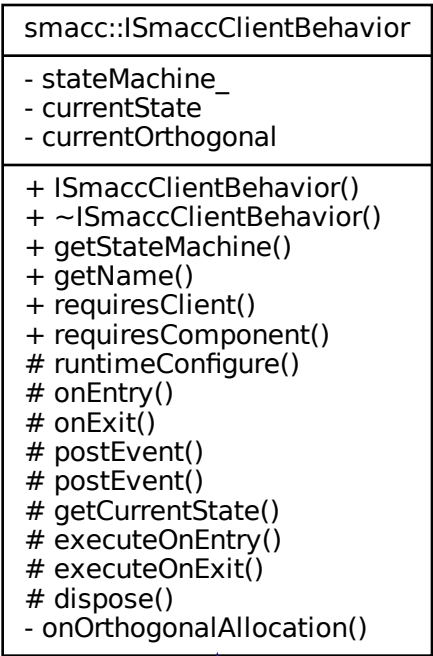 smacc::ISmaccClientBehavior
- stateMachine_
- currentState
- currentOrthogonal
+ ISmaccClientBehavior()
+ ~ISmaccClientBehavior()
+ getStateMachine()
+ getName()
+ requiresClient()
+ requiresComponent()
# runtimeConfigure()
# onEntry()
# onExit()
# postEvent()
# postEvent()
# getCurrentState()
# executeOnEntry()
# executeOnExit()
# dispose()
- onOrthogonalAllocation()